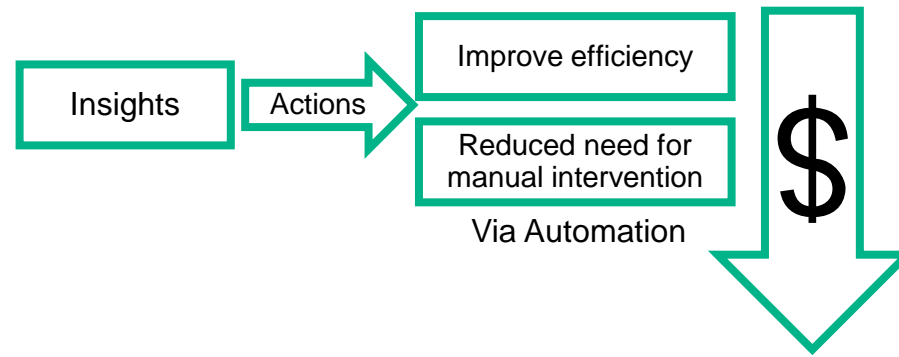 Insights
Actions
Improve efficiency
Reduced need for
manual intervention
Via Automation
$